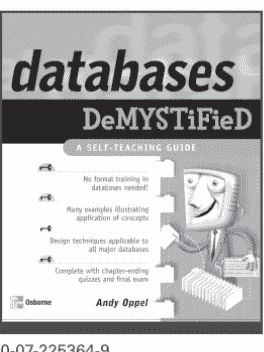 databases
DeMYSTiFieD
A SELF-TEACHING GUIDE
No formal training in
databases needed!
Many examples illustrating
application of concepts
Design techniques applicable to
all major databases
Complete with chapter-ending
quizzes and final exam
Osborne
Andy Oppel
0-07-225364-9